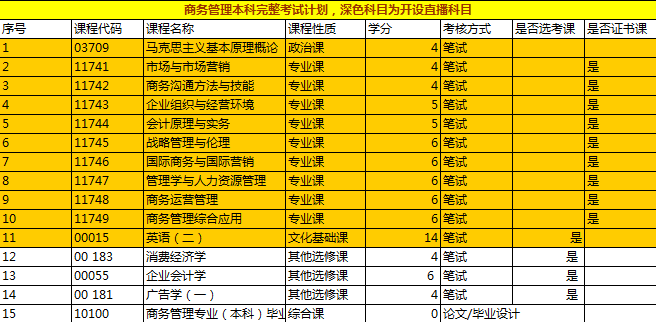 商务管理本科完整考试计划，深色科目为开设直播科目
序号 课程代码 课程名称 课程性质 学分 考核方式 是否选考课 是否证书课
1 03709 马克思主义基本原理概论 政治课 4 笔试
2 11741 市场与市场营销 专业课 4 笔试 是
3 11742 商务沟通方法与技能 专业课 4 笔试 是
4 11743 企业组织与经营环境 专业课 5 笔试 是
5 11744 会计原理与实务 专业课 5 笔试 是
6 11745 战略管理与伦理 专业课 6 笔试 是
7 11746 国际商务与国际营销 专业课 6 笔试 是
8 11747 管理学与人力资源管理 专业课 6 笔试 是
9 11748 商务运营管理 专业课 6 笔试 是
10 11749 商务管理综合应用 专业课 6 笔试 是
11 00015 英语（二） 文化基础课 14 笔试 是
12 00 183 消费经济学 其他选修课 4 笔试 是
13 00055 企业会计学 其他选修课 6 笔试 是
14 00 181 广告学（一） 其他选修课 4 笔试 是
15 10100 商务管理专业（本科）毕业 综合课 0 论文/毕业设计